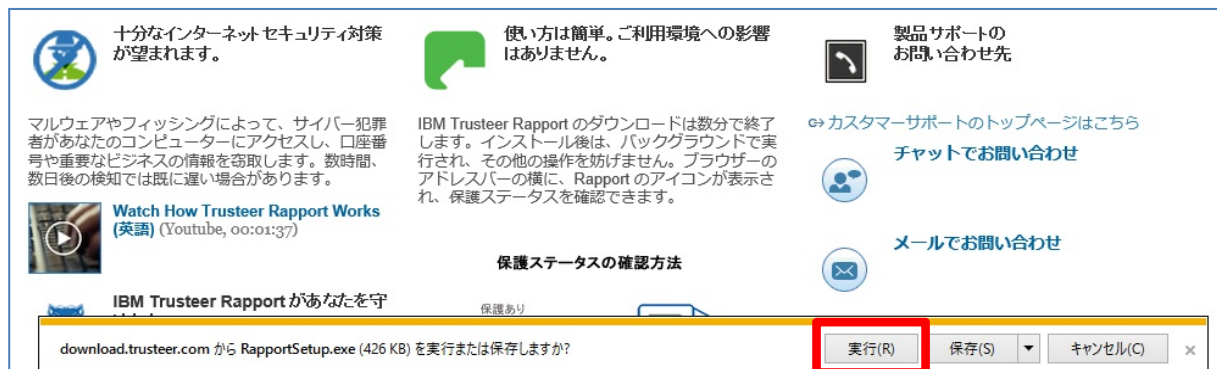 十分なインターネットセキュリティ対策
が望まれます。
マルウェアやフィッシングによって、サイバー犯罪
者があなたのコンピューターにアクセスし、口座番
号や重要なビジネスの情報を窃取します。数時間、
数日後の検知では既に遅い場合があります。
Watch How Trusteer Rapport Works
(英語) (Youtube, 00:01:37)
IBM Trusteer Rapport があなたを守
使い方は簡単。ご利用環境への影響
はありません。
IBM Trusteer Rapport のダウンロードは数分で終了
します。インストール後は、バックグラウンドで実
行され、その他の操作を妨げません。ブラウザーの
アドレスバーの横に、Rapport のアイコンが表示さ
れ、保護ステータスを確認できます。
保護ステータスの確認方法
保護あり
製品サポートの
お問い合わせ先
カスタマーサポートのトップページはこちら
チャットでお問い合わせ
メールでお問い合わせ
download.trusteer.com から RapportSetup.exe (426 KB) を実行または保存しますか?
実行(R)
保存(S)
キャンセル(C)